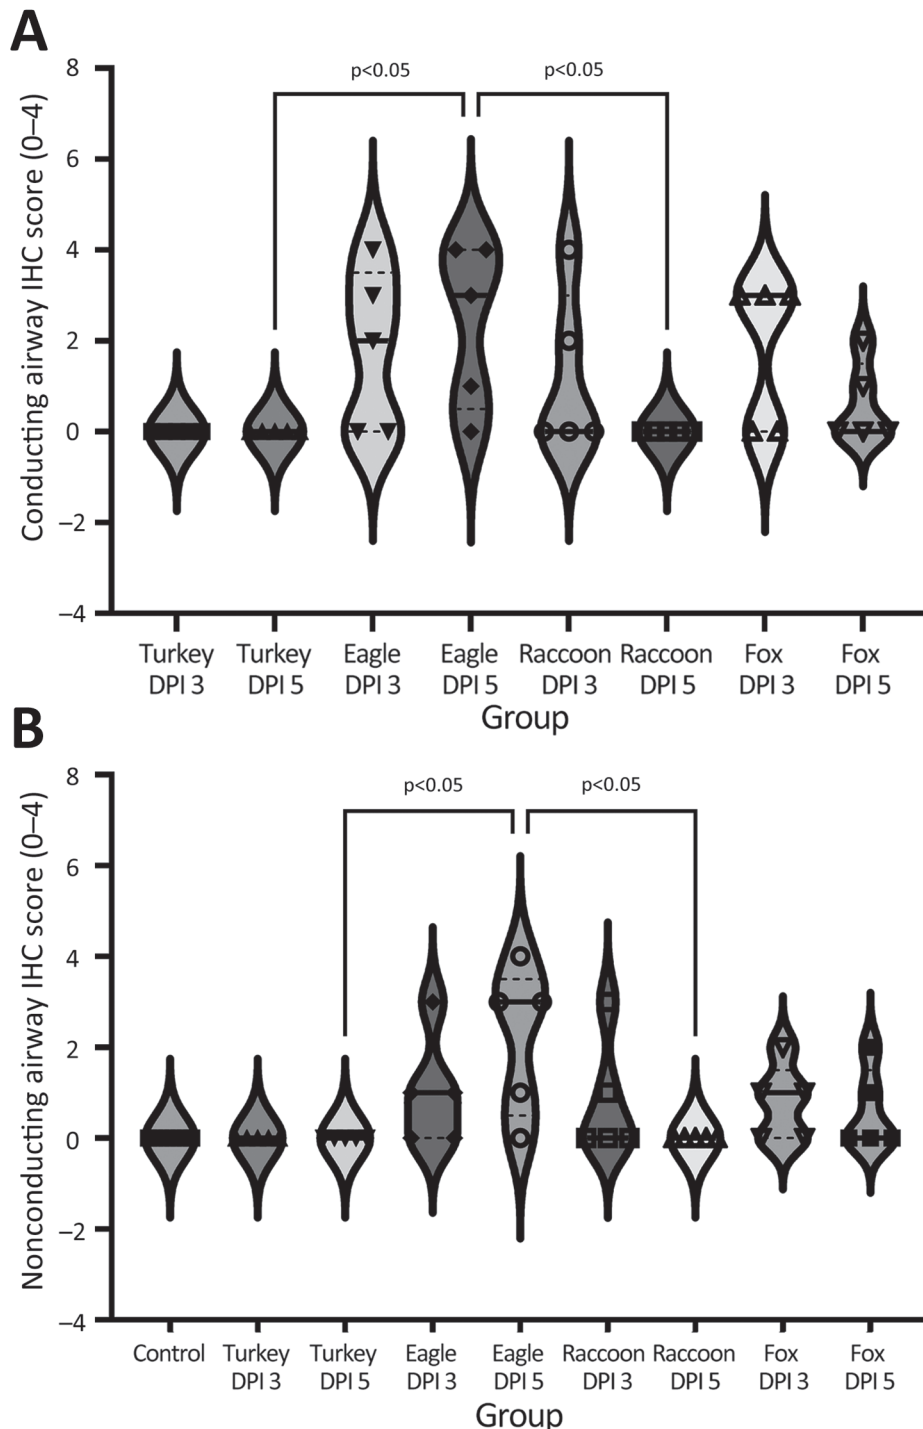 A
Conducting airway IHC score (0–4)
8
6
4
2
0
–2
–4
p<0.05
p<0.05
Turkey DPI 3
Turkey DPI 5
Eagle DPI 3
Eagle DPI 5
Raccoon DPI 3
Raccoon DPI 5
Fox DPI 3
Fox DPI 5
Group
B
Nonconducting airway IHC score (0–4)
8
6
4
2
0
–2
–4
p<0.05
p<0.05
Control
Turkey DPI 3
Turkey DPI 5
Eagle DPI 3
Eagle DPI 5
Raccoon DPI 3
Raccoon DPI 5
Fox DPI 3
Fox DPI 5
Group